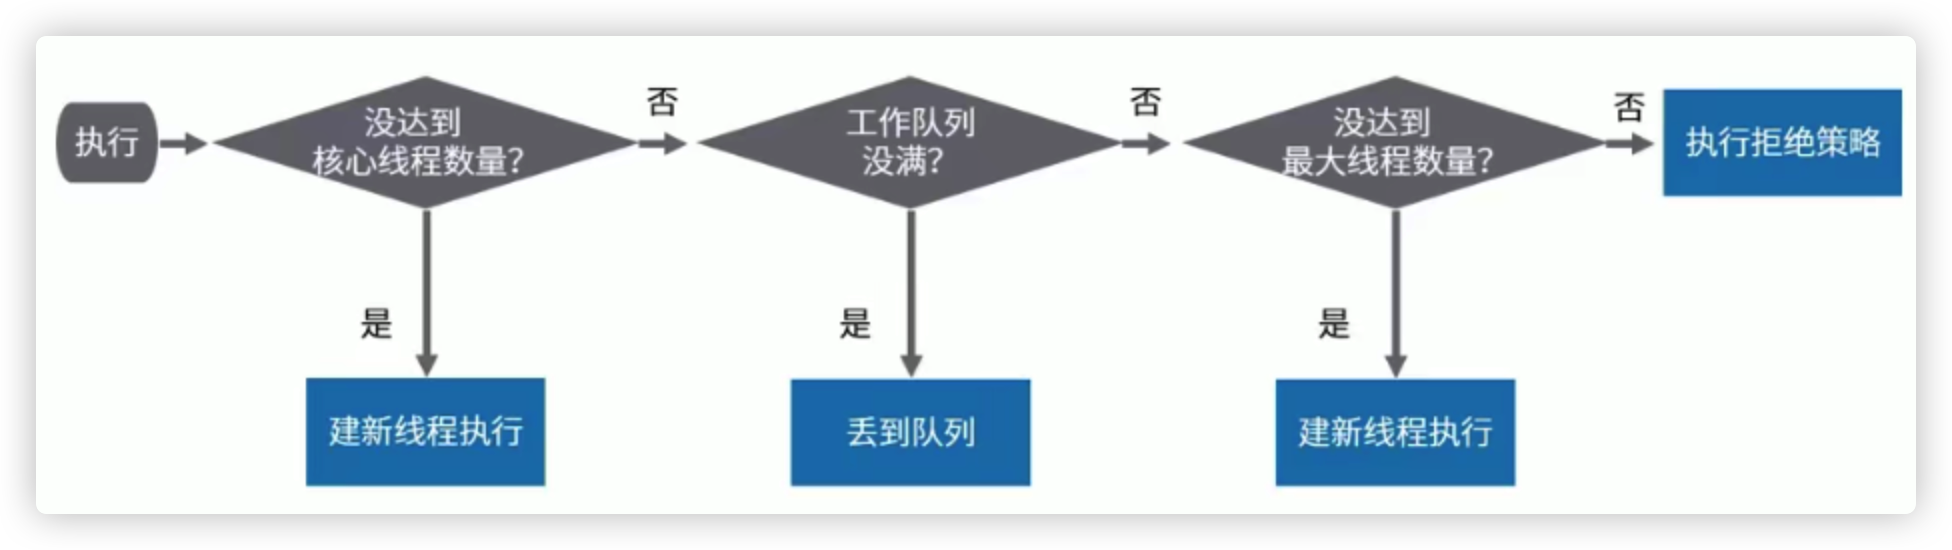 执行
没达到
核心线程数量?
否
工作队列
没满?
否
没达到
最大线程数量?
否
执行拒绝策略
是
是
是
建新线程执行
丢到队列
建新线程执行